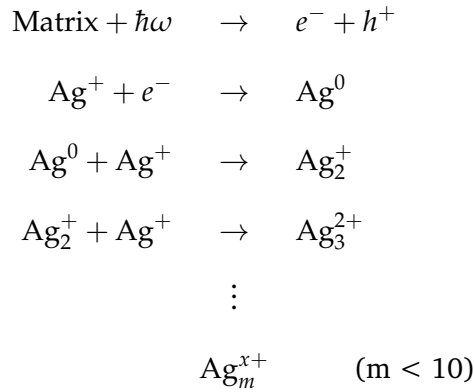 Matrix + ℏω → e⁻ + h⁺
Ag⁺ + e⁻ → Ag⁰
Ag⁰ + Ag⁺ → Ag₂⁺
Ag₂⁺ + Ag⁺ → Ag₃²⁺
⋮
Agₘˣ⁺ (m < 10)